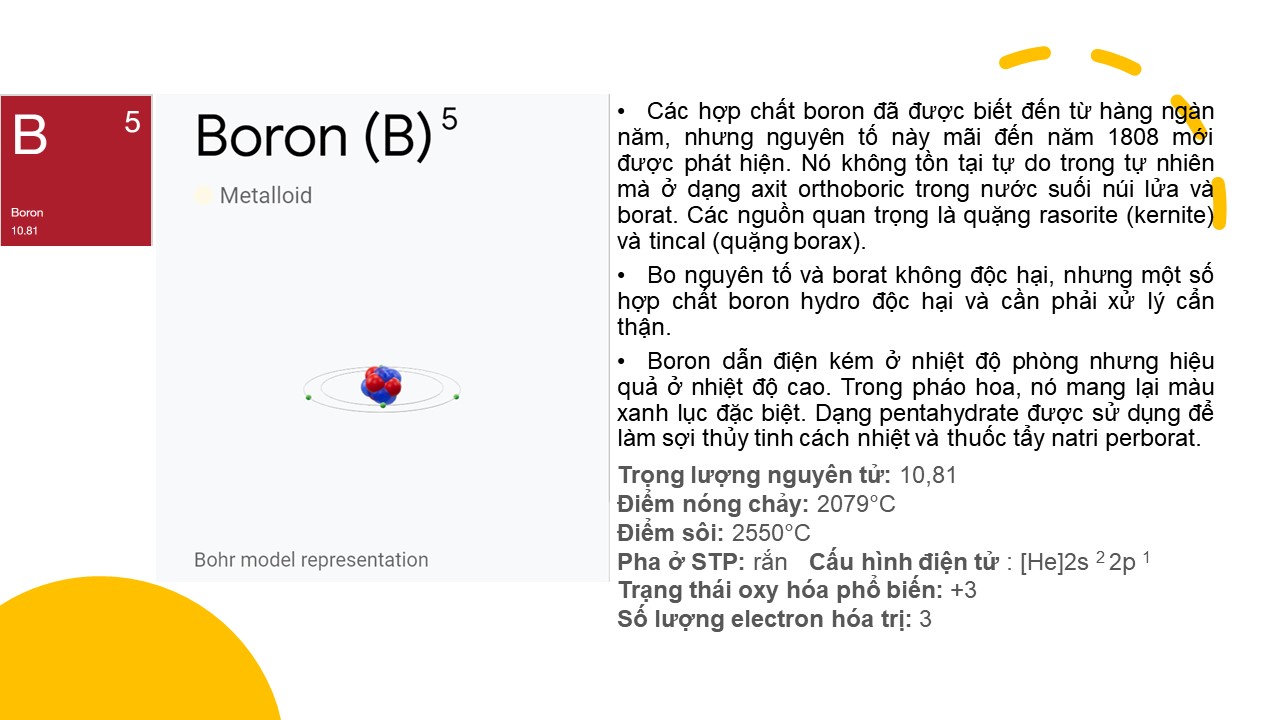 B 5
Boron
10.81
Boron (B) 5
Metalloid
Bohr model representation
• Các hợp chất boron đã được biết đến từ hàng ngàn
năm, nhưng nguyên tố này mãi đến năm 1808 mới
được phát hiện. Nó không tồn tại tự do trong tự nhiên
mà ở dạng axit orthoboric trong nước suối núi lửa và
borat. Các nguồn quan trọng là quặng rasorite (kernite)
và tincal (quặng borax).
• Bo nguyên tố và borat không độc hại, nhưng một số
hợp chất boron hydro độc hại và cần phải xử lý cẩn
thận.
• Boron dẫn điện kém ở nhiệt độ phòng nhưng hiệu
quả ở nhiệt độ cao. Trong pháo hoa, nó mang lại màu
xanh lục đặc biệt. Dạng pentahydrate được sử dụng để
làm sợi thủy tinh cách nhiệt và thuốc tẩy natri perborat.
Trọng lượng nguyên tử: 10,81
Điểm nóng chảy: 2079°C
Điểm sôi: 2550°C
Pha ở STP: rắn Cấu hình điện tử : [He]2s ² 2p ¹
Trạng thái oxy hóa phổ biến: +3
Số lượng electron hóa trị: 3